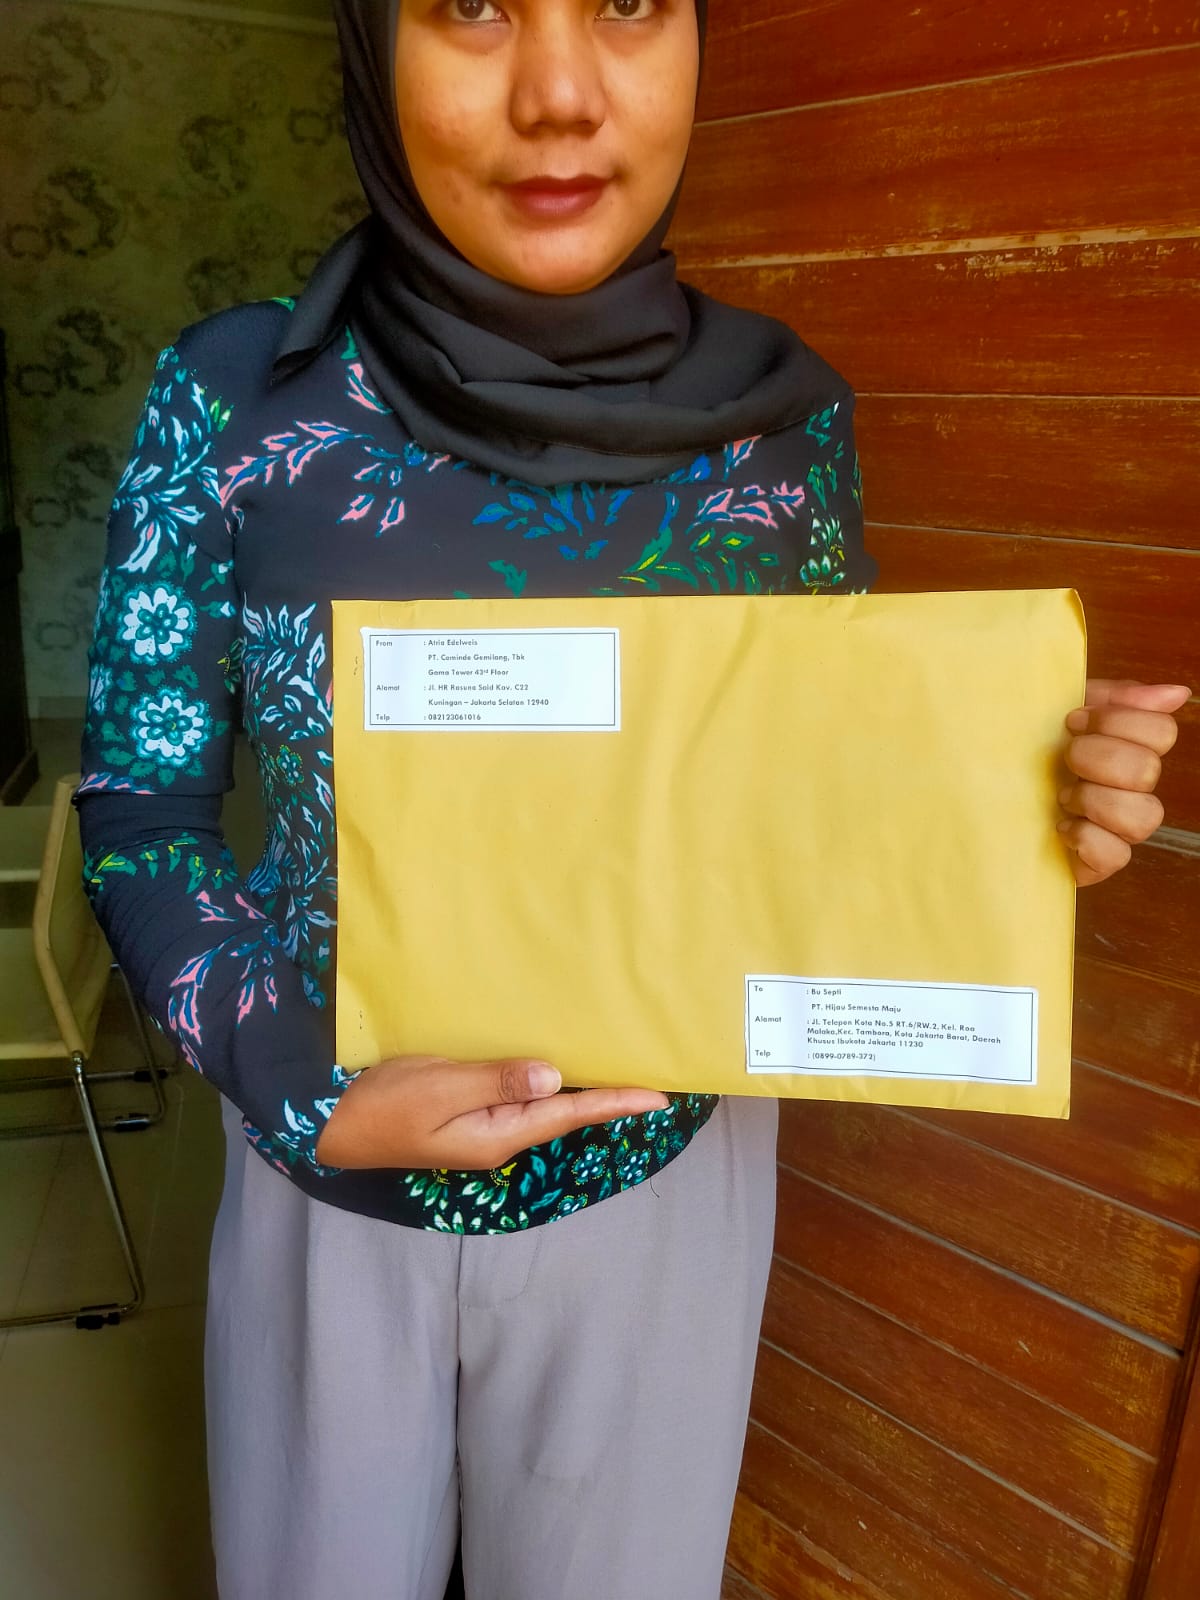 From : Atria Edelweis
PT. Caminde Gemilang, Tbk
Gama Tower 43rd Floor
Alamat : Jl. HR Rasuna Said Kav. C22
Kuningan – Jakarta Selatan 12940
Telp : 082123061016
To : Bu Septi
PT. Hijau Semesta Maju
Alamat : Jl. Telepon Kota No.5 RT.6/RW.2, Kel. Roa
Malaka,Kec. Tambora, Kota Jakarta Barat, Daerah
Khusus Ibukota Jakarta 11230
Telp : (0899-0789-372)